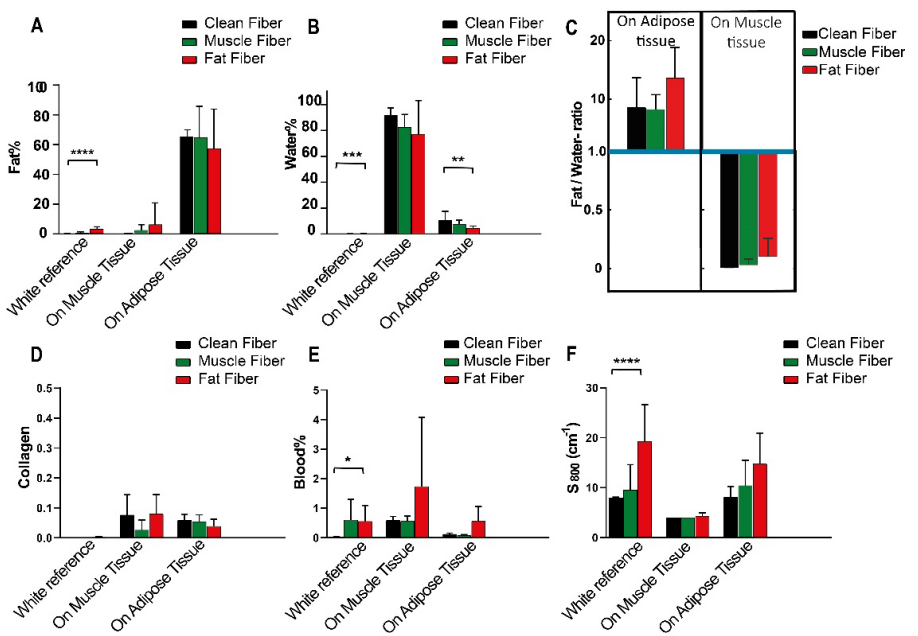 A
Clean Fiber
Muscle Fiber
Fat Fiber
Fat%
100
80
60
40
20
0
****
White reference
On Muscle Tissue
On Adipose Tissue
B
Clean Fiber
Muscle Fiber
Fat Fiber
Water%
100
80
60
40
20
0
***
**
White reference
On Muscle Tissue
On Adipose Tissue
C
On Adipose
tissue
On Muscle
tissue
Clean Fiber
Muscle Fiber
Fat Fiber
Fat / Water- ratio
20
10
1.0
0.5
0
D
Clean Fiber
Muscle Fiber
Fat Fiber
Collagen
0.5
0.4
0.3
0.2
0.1
0.0
White reference
On Muscle Tissue
On Adipose Tissue
E
Clean Fiber
Muscle Fiber
Fat Fiber
Blood%
5
4
3
2
1
0
*
White reference
On Muscle Tissue
On Adipose Tissue
F
Clean Fiber
Muscle Fiber
Fat Fiber
S800 (cm-1)
30
20
10
0
****
White reference
On Muscle Tissue
On Adipose Tissue